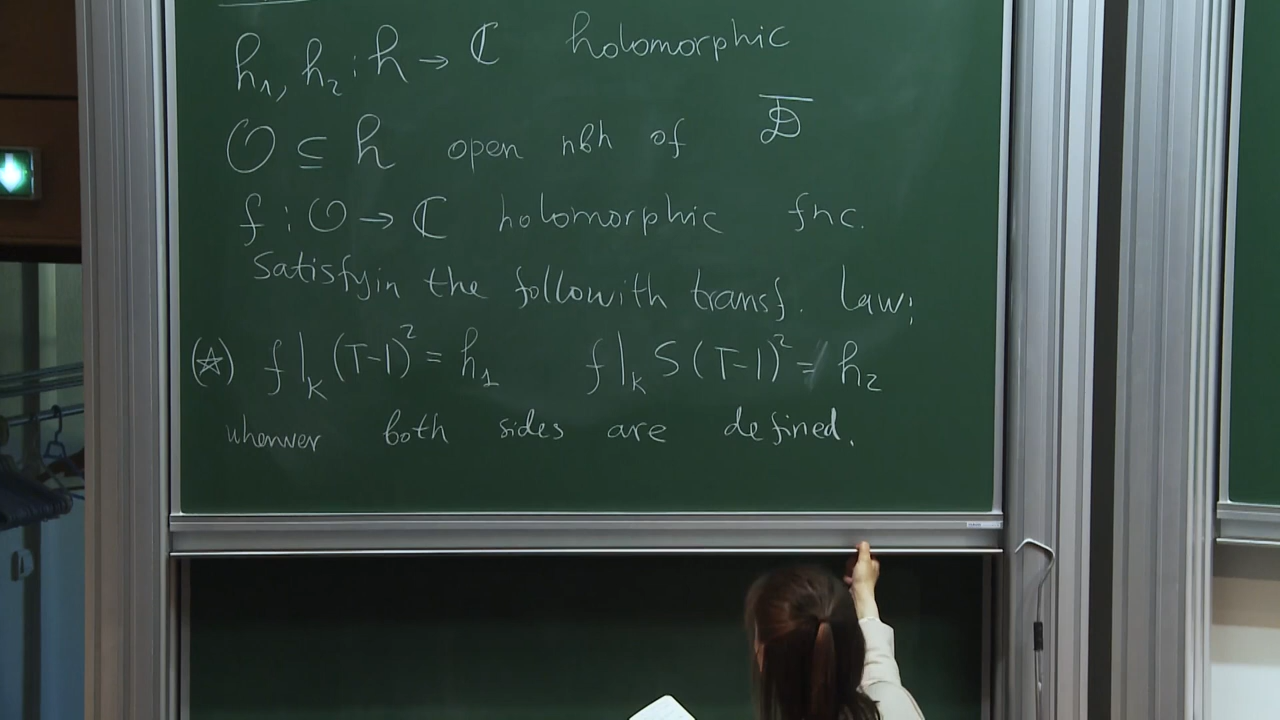 h₁, h₂ : h → ℂ holomorphic
O ⊆ h open nbh of D̅
f : O → ℂ holomorphic fnc.
satisfyin the followith transf. law:
(☆) f|ₖ (T-1)² = h₁ f|ₖ S(T-1)² = h₂
whenver both sides are defined.